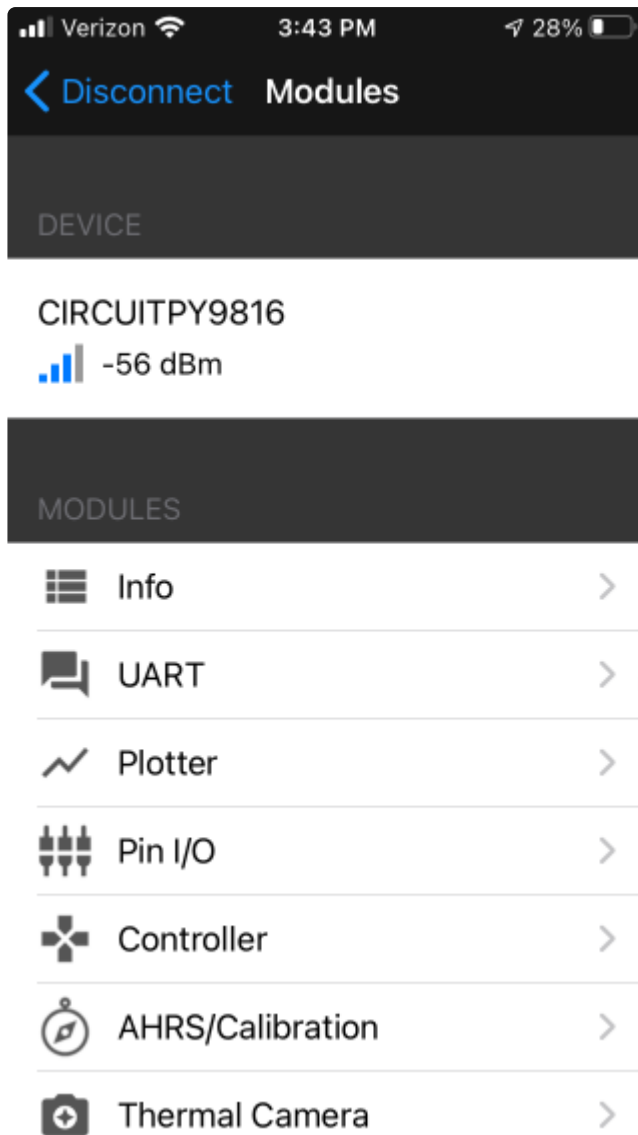 Verizon 3:43 PM 28%
Disconnect Modules
DEVICE
CIRCUITPY9816
-56 dBm
MODULES
Info
UART
Plotter
Pin I/O
Controller
AHRS/Calibration
Thermal Camera